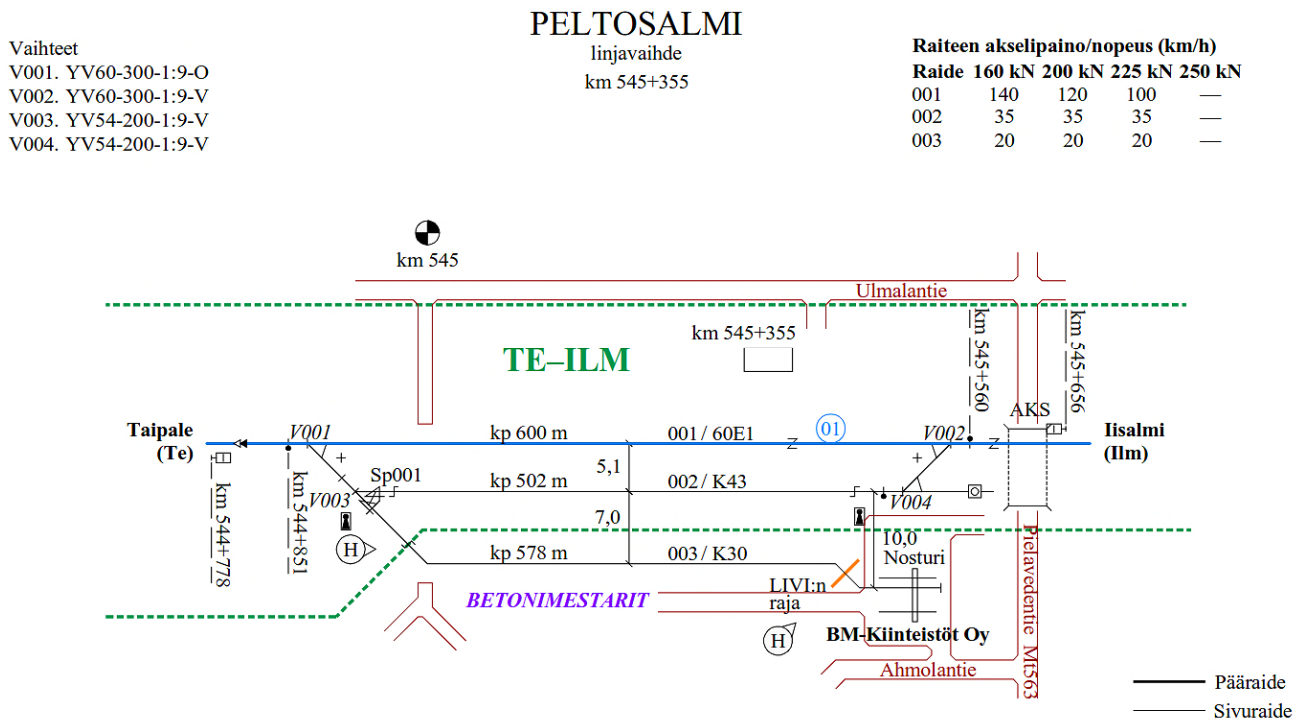 PELTOSALMI
linjavaihde
km 545+355
Vaihteet
V001. YV60-300-1:9-O
V002. YV60-300-1:9-V
V003. YV54-200-1:9-V
V004. YV54-200-1:9-V
Raiteen akselipaino/nopeus (km/h)
Raide 160 kN 200 kN 225 kN 250 kN
001 140 120 100 —
002 35 35 35 —
003 20 20 20 —
km 545
Ulmalantie
km 545+355
TE–ILM
km 545+560
km 545+656
AKS
Taipale
(Te)
V001
kp 600 m
001 / 60E1
01
V002
Iisalmi
(Ilm)
5,1
Sp001
kp 502 m
002 / K43
V003
V004
km 544+778
km 544+851
7,0
H
kp 578 m
003 / K30
10,0
Nosturi
LIVI:n
raja
BETONIMESTARIT
H
BM-Kiinteistöt Oy
Ahmolantie
Pielavedentie Mt563
Pääraide
Sivuraide